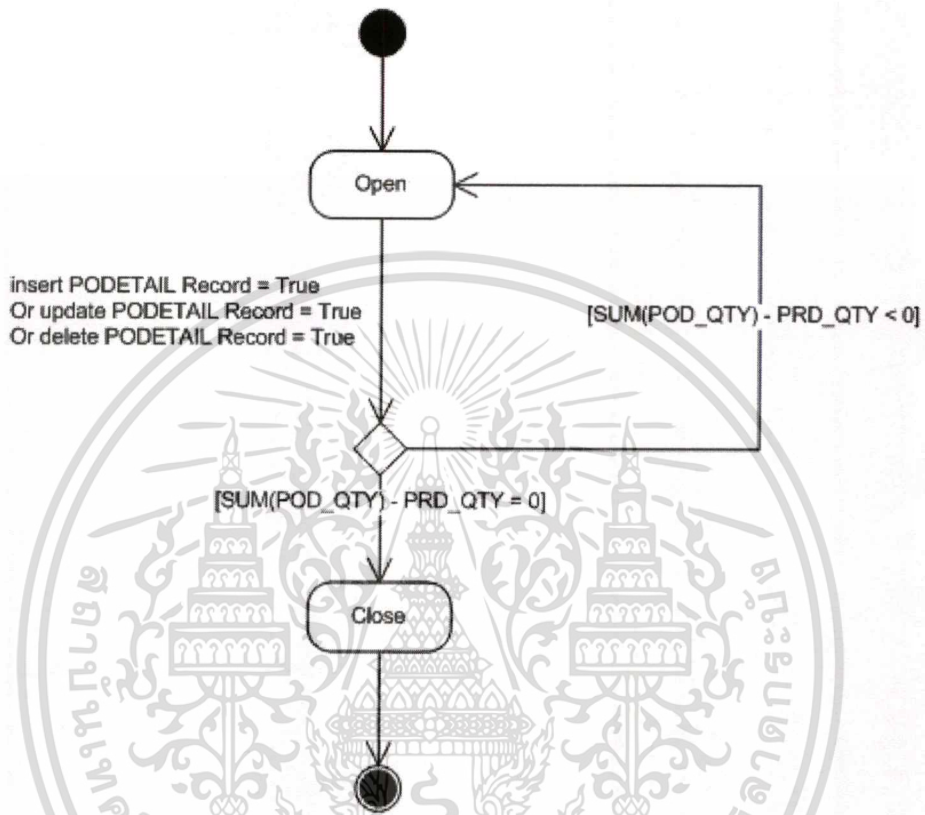 Open
insert PODETAIL Record = True
Or update PODETAIL Record = True
Or delete PODETAIL Record = True
[SUM(POD_QTY) - PRD_QTY < 0]
[SUM(POD_QTY) - PRD_QTY = 0]
Close